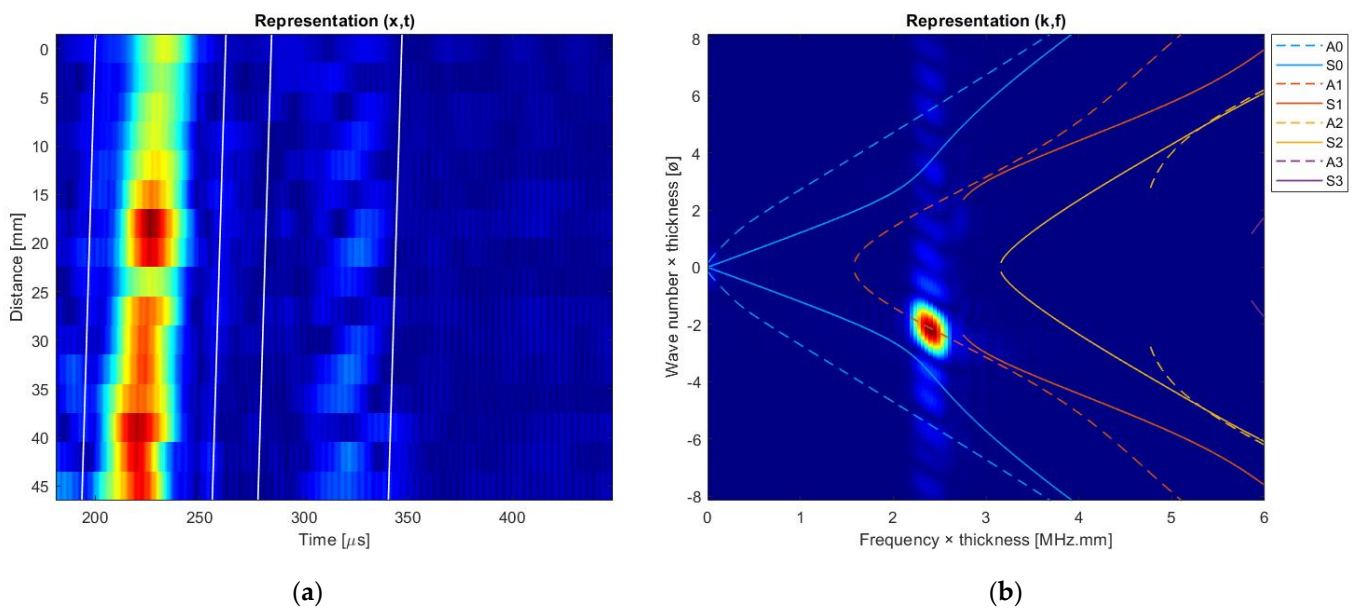 Representation (x,t)
0
5
10
15
20
25
30
35
40
45
Distance [mm]
200
250
300
350
400
Time [µs]
(a)
Representation (k,f)
8
6
4
2
0
-2
-4
-6
-8
Wave number × thickness [ø]
0
1
2
3
4
5
6
Frequency × thickness [MHz.mm]
A0
S0
A1
S1
A2
S2
A3
S3
(b)